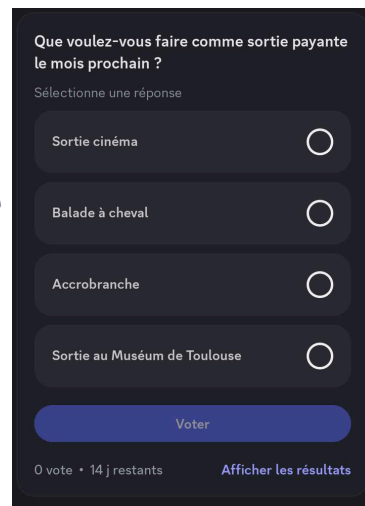 Que voulez-vous faire comme sortie payante
le mois prochain ?
Sélectionne une réponse
Sortie cinéma
Balade à cheval
Accrobranche
Sortie au Muséum de Toulouse
Voter
0 vote • 14 j restants Afficher les résultats